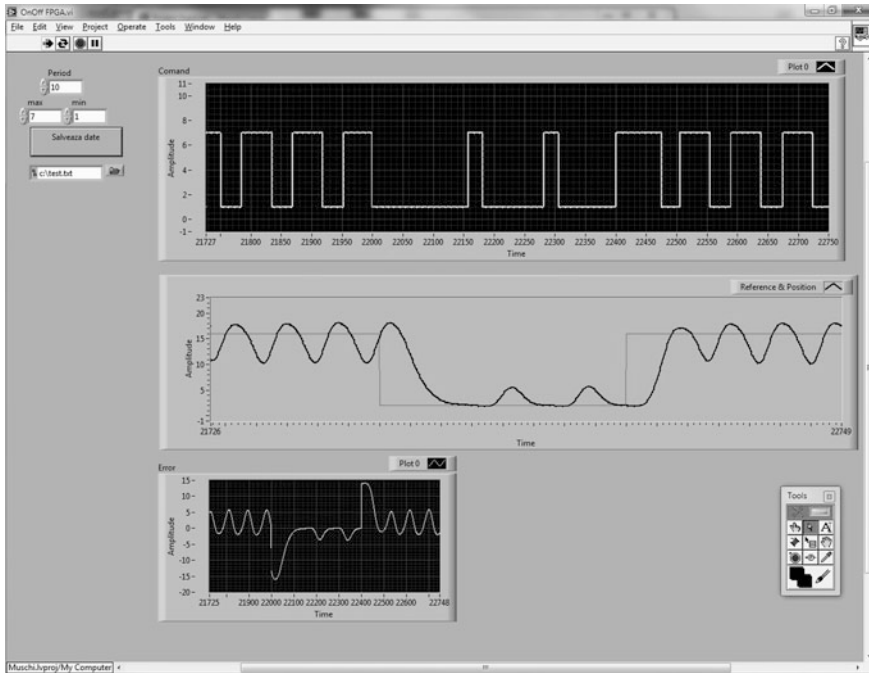 OnOff FPGA.vi
File Edit View Project Operate Tools Window Help
Period
10
max min
7 1
Salveaza date
c:\test.txt
Comand
Plot 0
11
10
8
6
4
2
0
-1
Amplitude
21727 21800 21850 21900 21950 22000 22050 22100 22150 22200 22250 22300 22350 22400 22450 22500 22550 22600 22650 22700 22750
Time
Reference & Position
23
20
15
10
5
-1
Amplitude
21726 22749
Time
Error
Plot 0
15
10
5
0
-5
-10
-15
-20
Amplitude
21725 21900 22000 22100 22200 22300 22400 22500 22600 22748
Time
Tools
A
Muschi.lvproj/My Computer